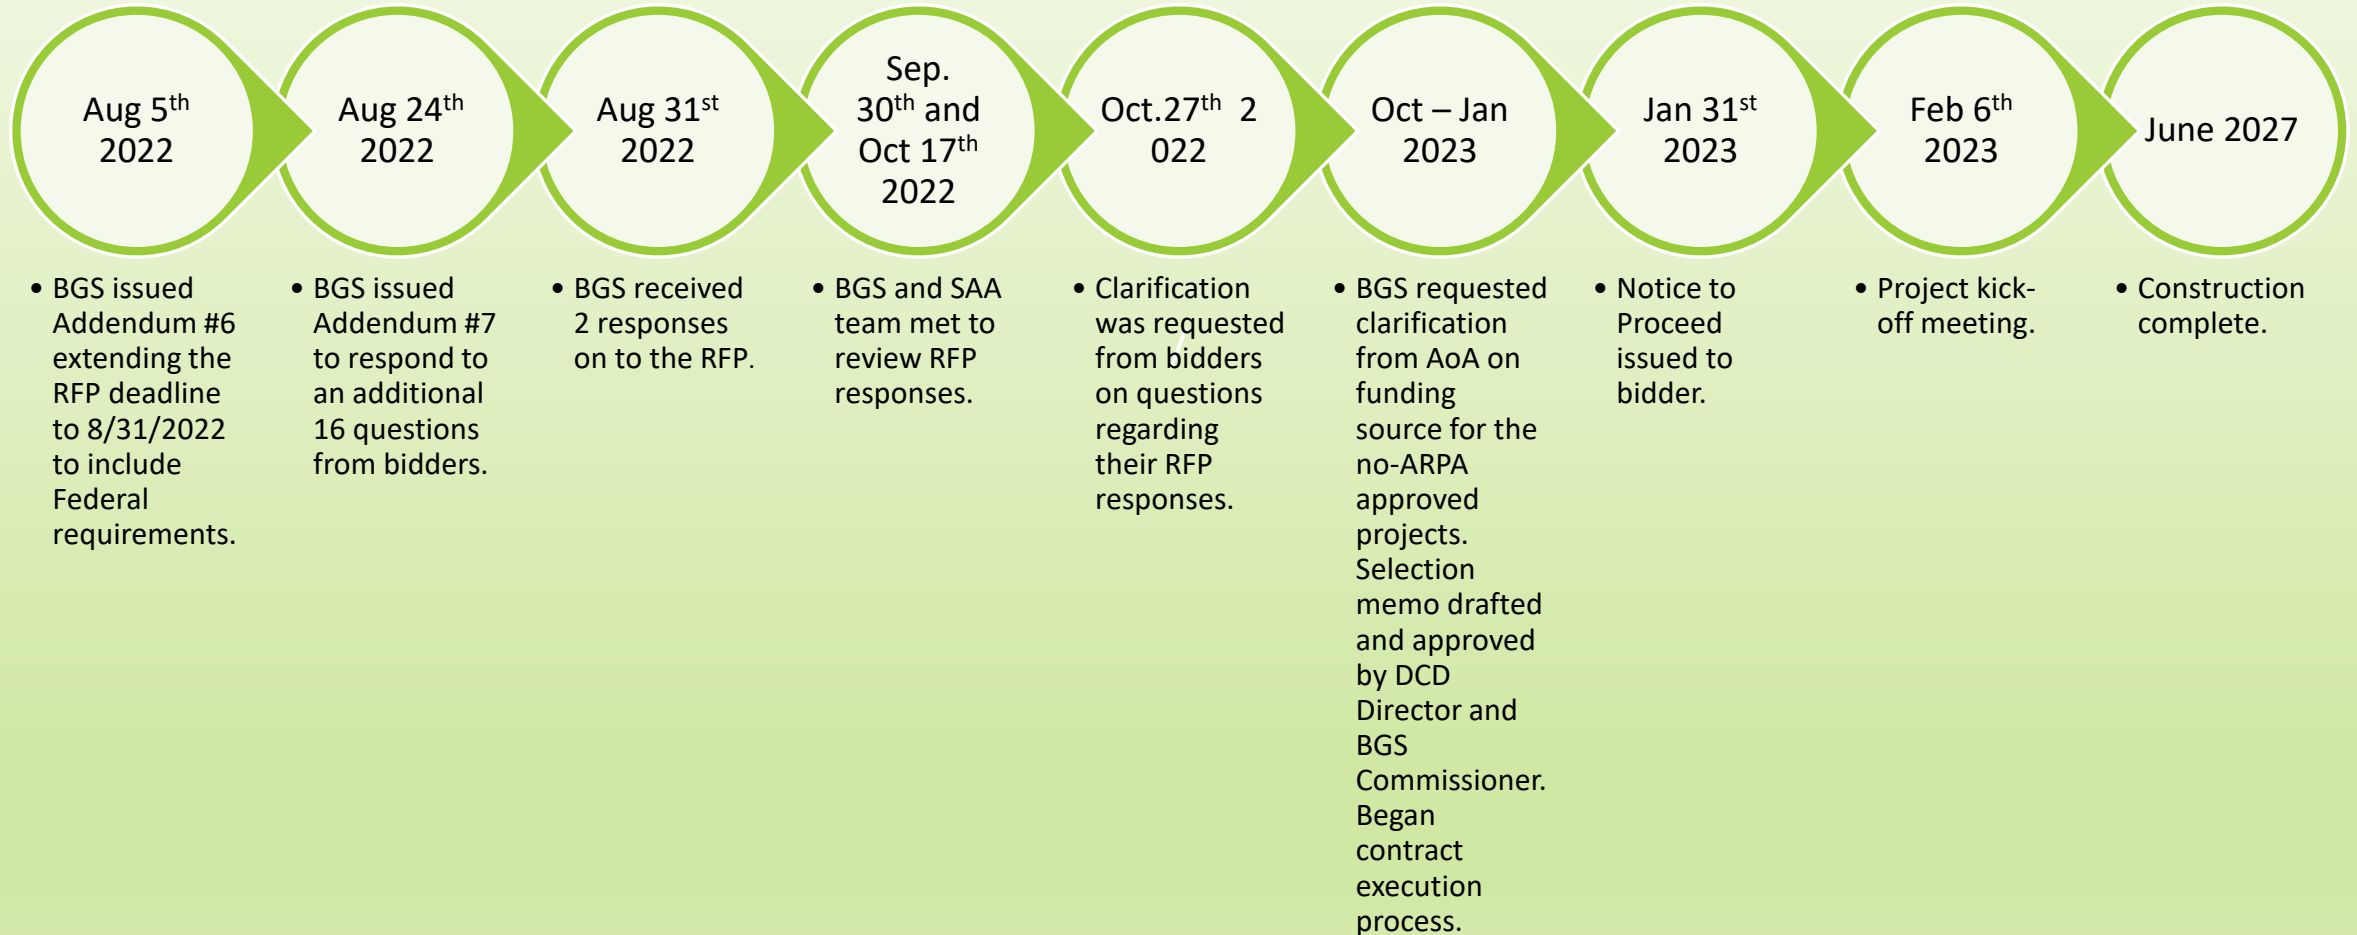 Aug 5th
2022
Aug 24th
2022
Aug 31st
2022
Sep.
30th and
Oct 17th
2022
Oct.27th 2
022
Oct – Jan
2023
Jan 31st
2023
Feb 6th
2023
June 2027
• BGS issued
Addendum #6
extending the
RFP deadline
to 8/31/2022
to include
Federal
requirements.
• BGS issued
Addendum #7
to respond to
an additional
16 questions
from bidders.
• BGS received
2 responses
on to the RFP.
• BGS and SAA
team met to
review RFP
responses.
• Clarification
was requested
from bidders
on questions
regarding
their RFP
responses.
• BGS requested
clarification
from AoA on
funding
source for the
no-ARPA
approved
projects.
Selection
memo drafted
and approved
by DCD
Director and
BGS
Commissioner.
Began
contract
execution
process.
• Notice to
Proceed
issued to
bidder.
• Project kick-
off meeting.
• Construction
complete.